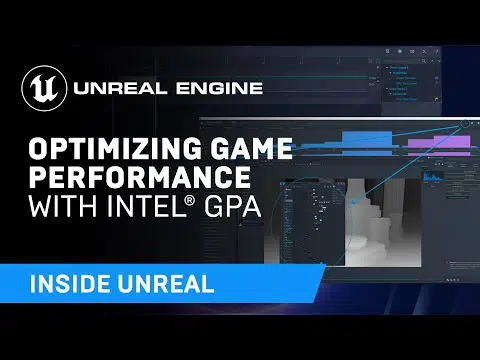 UNREAL ENGINE
OPTIMIZING GAME
PERFORMANCE
WITH INTEL® GPA
INSIDE UNREAL